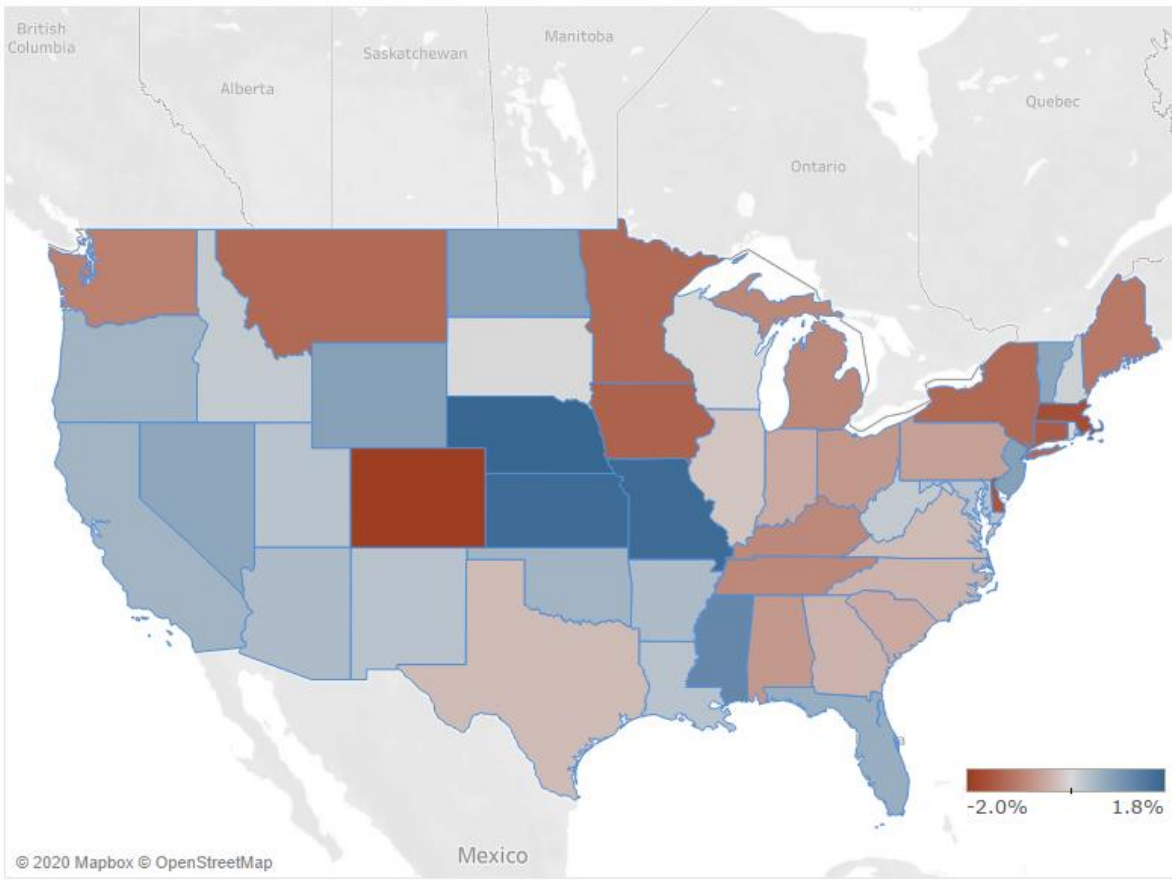 British
Columbia
Alberta
Saskatchewan
Manitoba
Ontario
Quebec
Mexico
-2.0% 1.8%
© 2020 Mapbox © OpenStreetMap